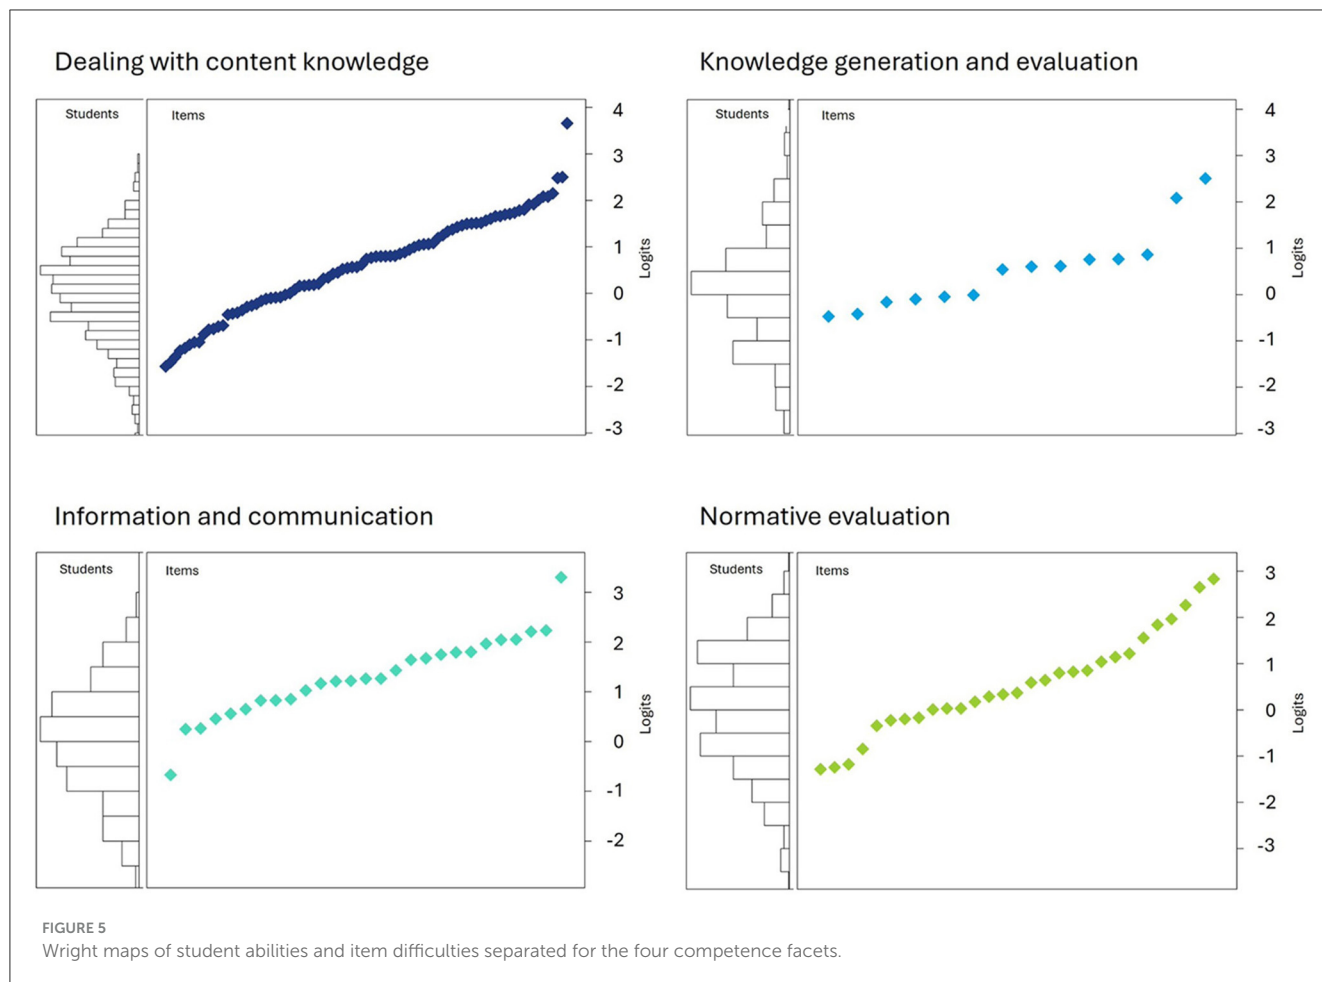 Dealing with content knowledge
Students
Items
4
3
2
1
0
-1
-2
-3
Logits
Knowledge generation and evaluation
Students
Items
4
3
2
1
0
-1
-2
-3
Logits
Information and communication
Students
Items
3
2
1
0
-1
-2
Logits
Normative evaluation
Students
Items
3
2
1
0
-1
-2
-3
Logits
FIGURE 5
Wright maps of student abilities and item difficulties separated for the four competence facets.